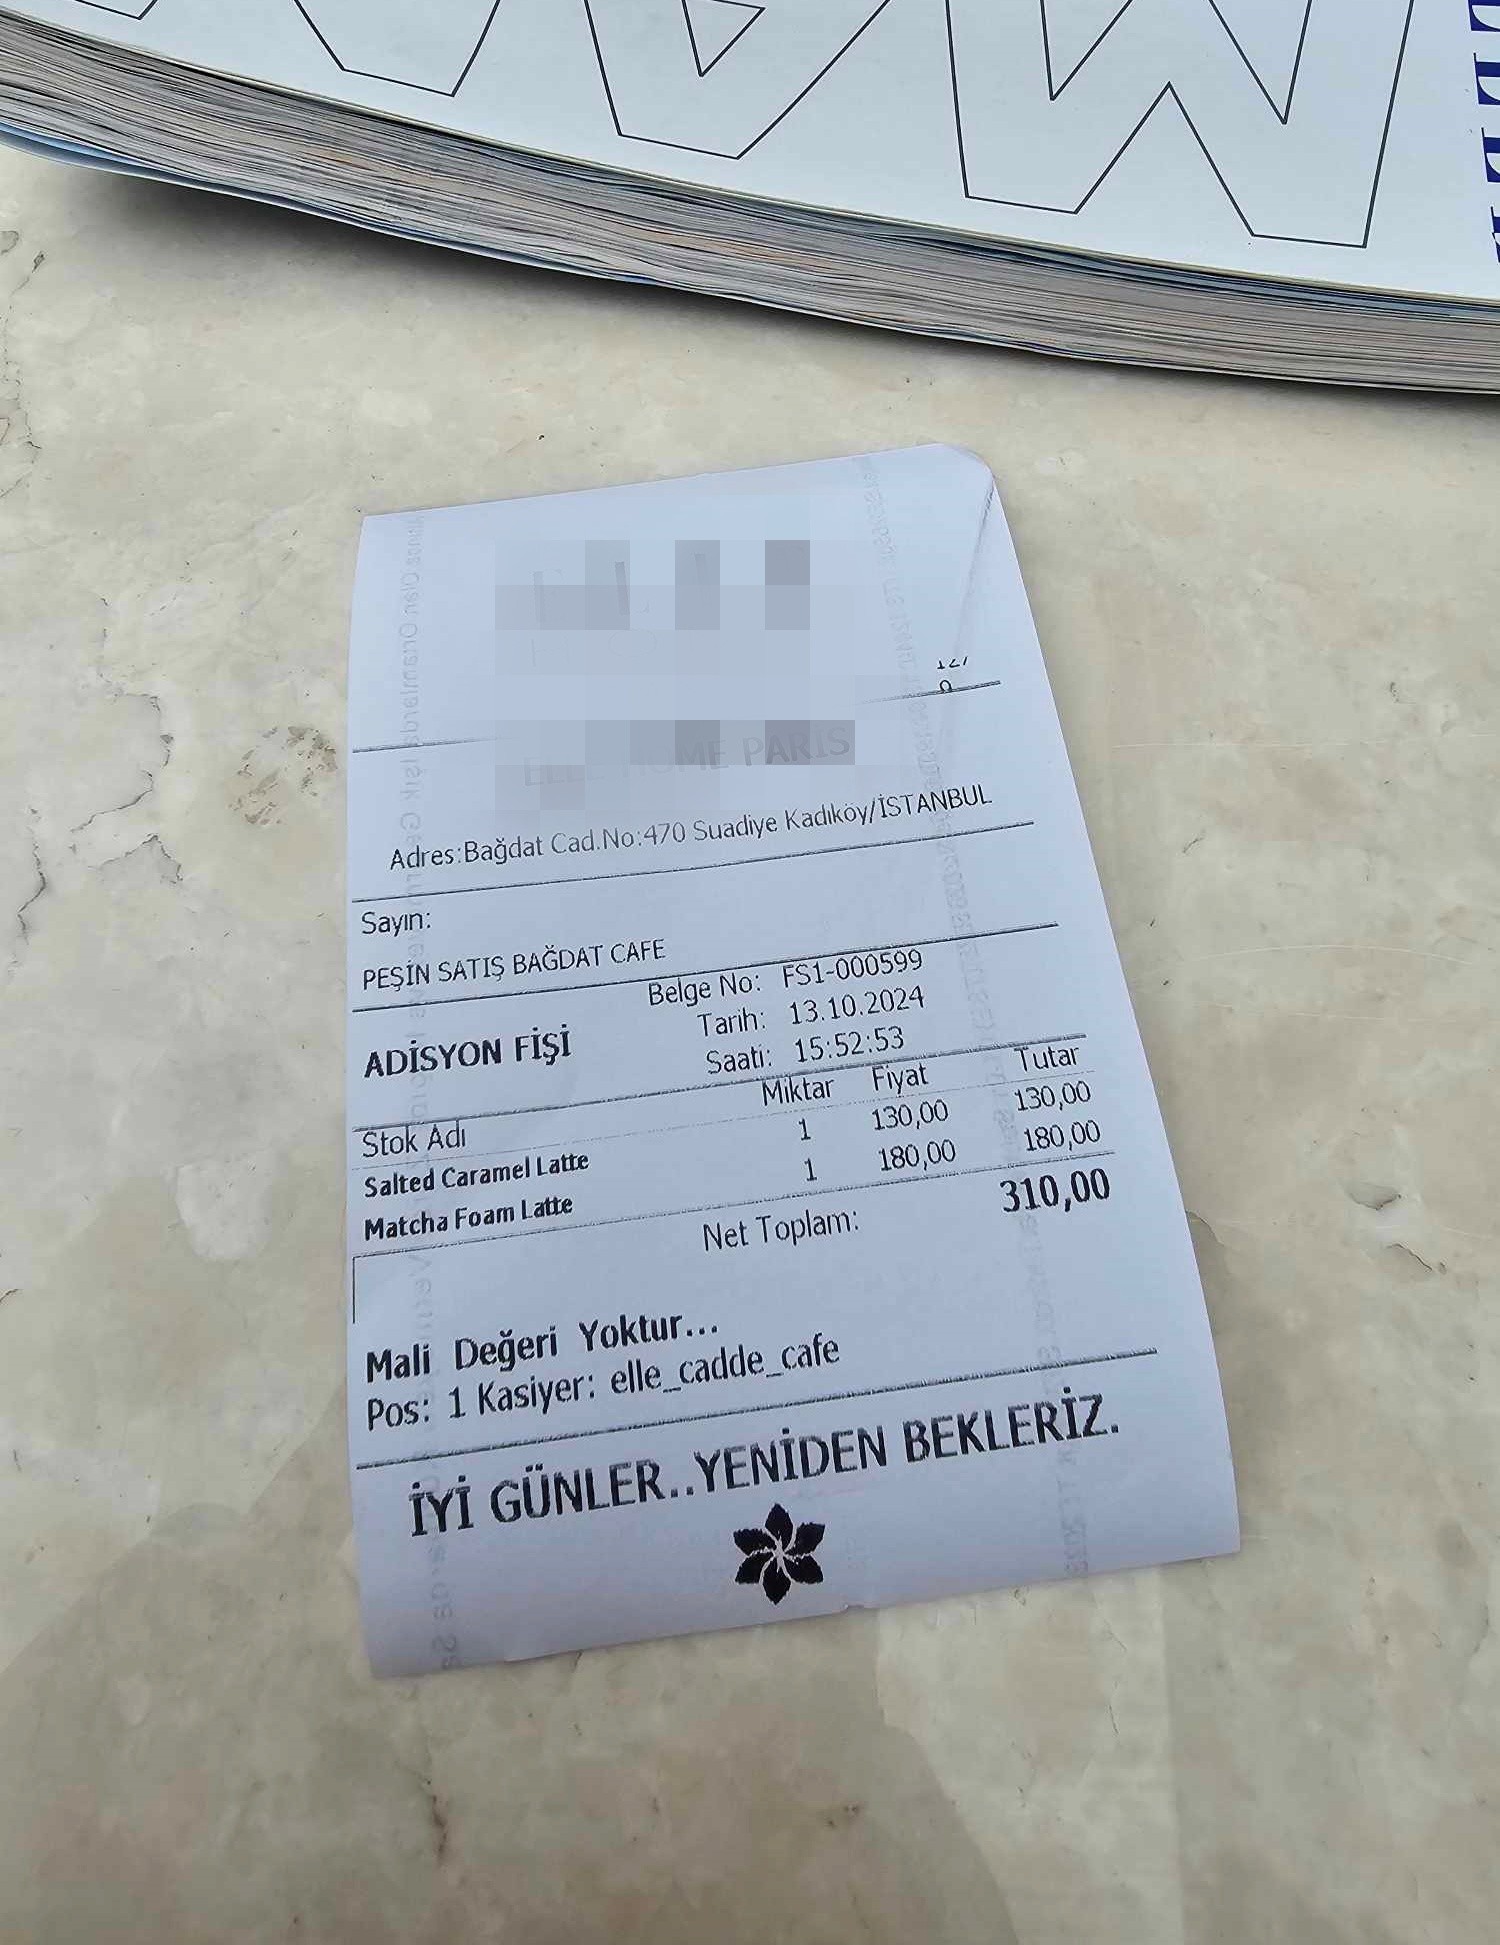 HOME PARIS
Adres:Bağdat Cad.No:470 Suadiye Kadıköy/İSTANBUL
Sayın:
PEŞİN SATIŞ BAĞDAT CAFE
Belge No: FS1-000599
Tarih: 13.10.2024
ADİSYON FİŞİ
Saati: 15:52:53
Stok Adı Miktar Fiyat Tutar
Salted Caramel Latte 1 130,00 130,00
Matcha Foam Latte 1 180,00 180,00
Net Toplam: 310,00
Mali Değeri Yoktur...
Pos: 1 Kasiyer: elle_cadde_cafe
İYİ GÜNLER..YENİDEN BEKLERİZ.